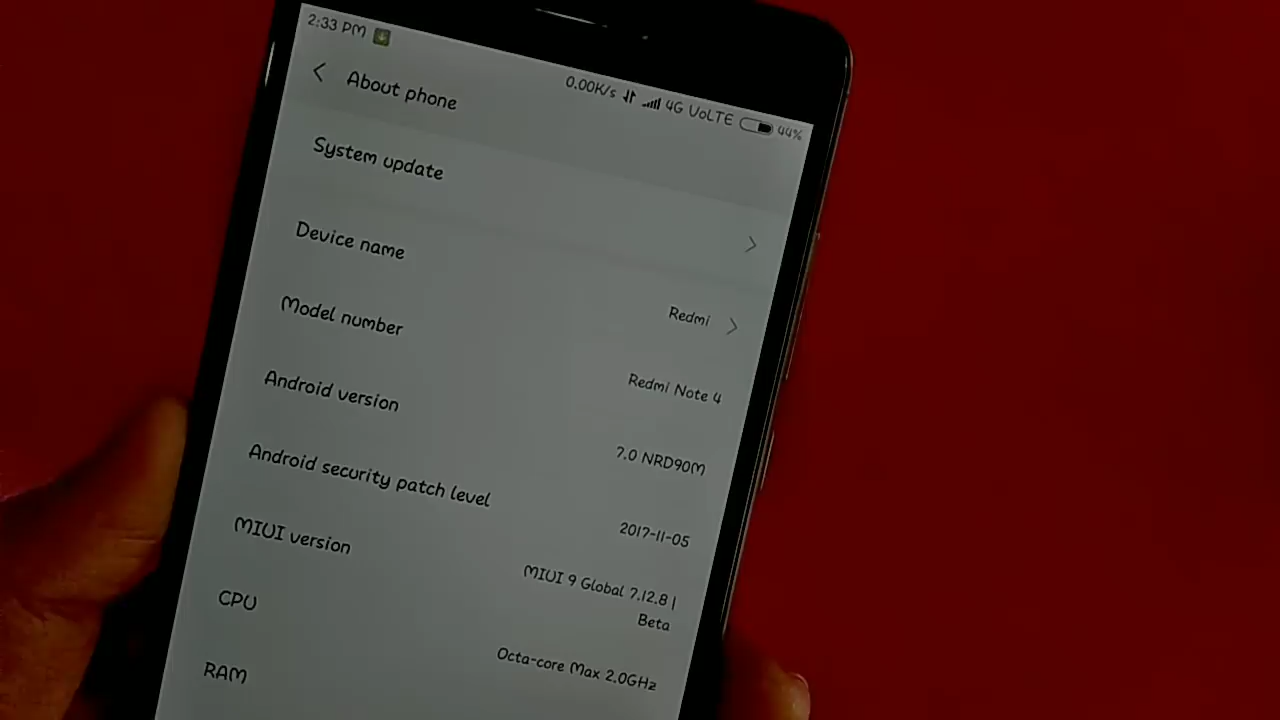 2:33 PM
0.00K/s 4G VoLTE 44%
About phone
System update
Device name
Redmi
Model number
Redmi Note 4
Android version
7.0 NRD90M
Android security patch level
2017-11-05
MIUI version
MIUI 9 Global 7.12.8 |
Beta
CPU
Octa-core Max 2.0GHz
RAM